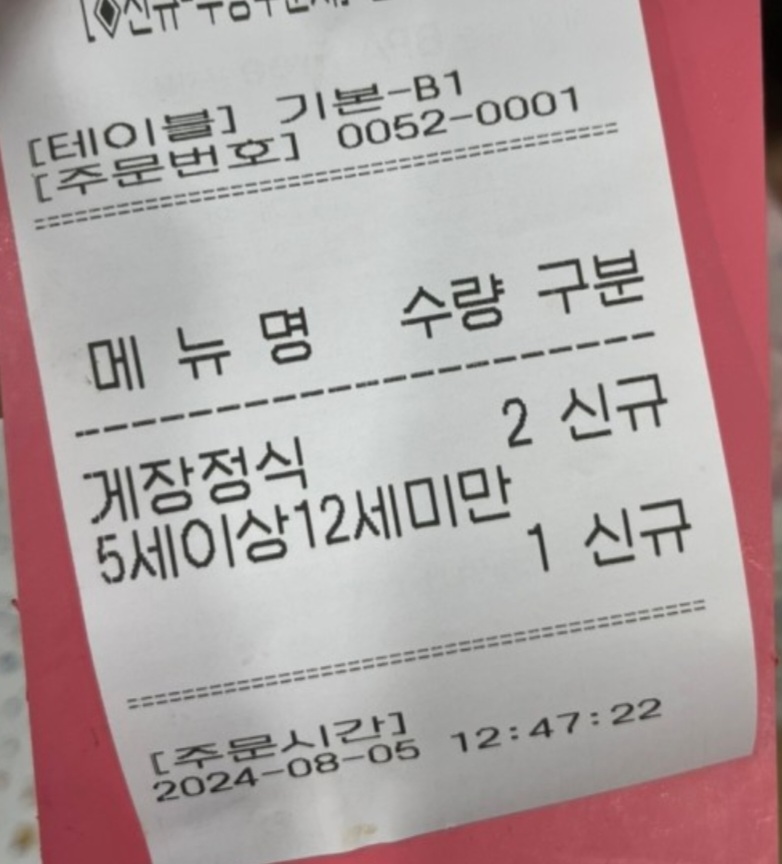 [테이블] 기본-B1
[주문번호] 0052-0001
메 뉴 명 수량 구분
게장정식 2 신규
5세이상12세미만
1 신규
[주문시간]
2024-08-05 12:47:22